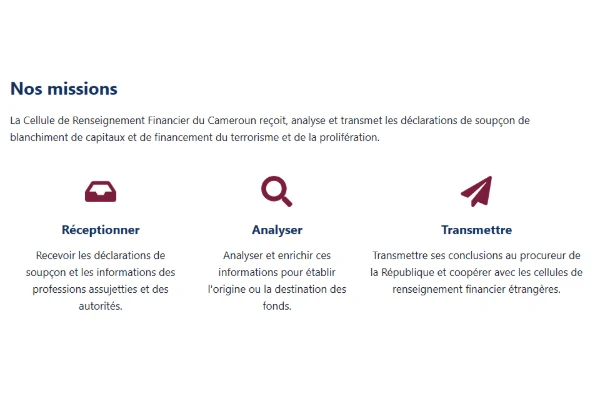 Nos missions
La Cellule de Renseignement Financier du Cameroun reçoit, analyse et transmet les déclarations de soupçon de
blanchiment de capitaux et de financement du terrorisme et de la prolifération.
Réceptionner
Recevoir les déclarations de
soupçon et les informations des
professions assujetties et des
autorités.
Analyser
Analyser et enrichir ces
informations pour établir
l'origine ou la destination des
fonds.
Transmettre
Transmettre ses conclusions au procureur de
la République et coopérer avec les cellules de
renseignement financier étrangères.